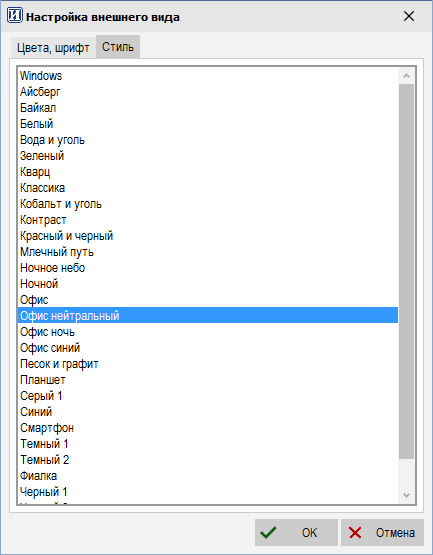 Настройка внешнего вида
Цвета, шрифт
Стиль
Windows
Айсберг
Байкал
Белый
Вода и уголь
Зеленый
Кварц
Классика
Кобальт и уголь
Контраст
Красный и черный
Млечный путь
Ночное небо
Ночной
Офис
Офис нейтральный
Офис ночь
Офис синий
Песок и графит
Планшет
Серый 1
Синий
Смартфон
Темный 1
Темный 2
Фиалка
Черный 1
OK
Отмена